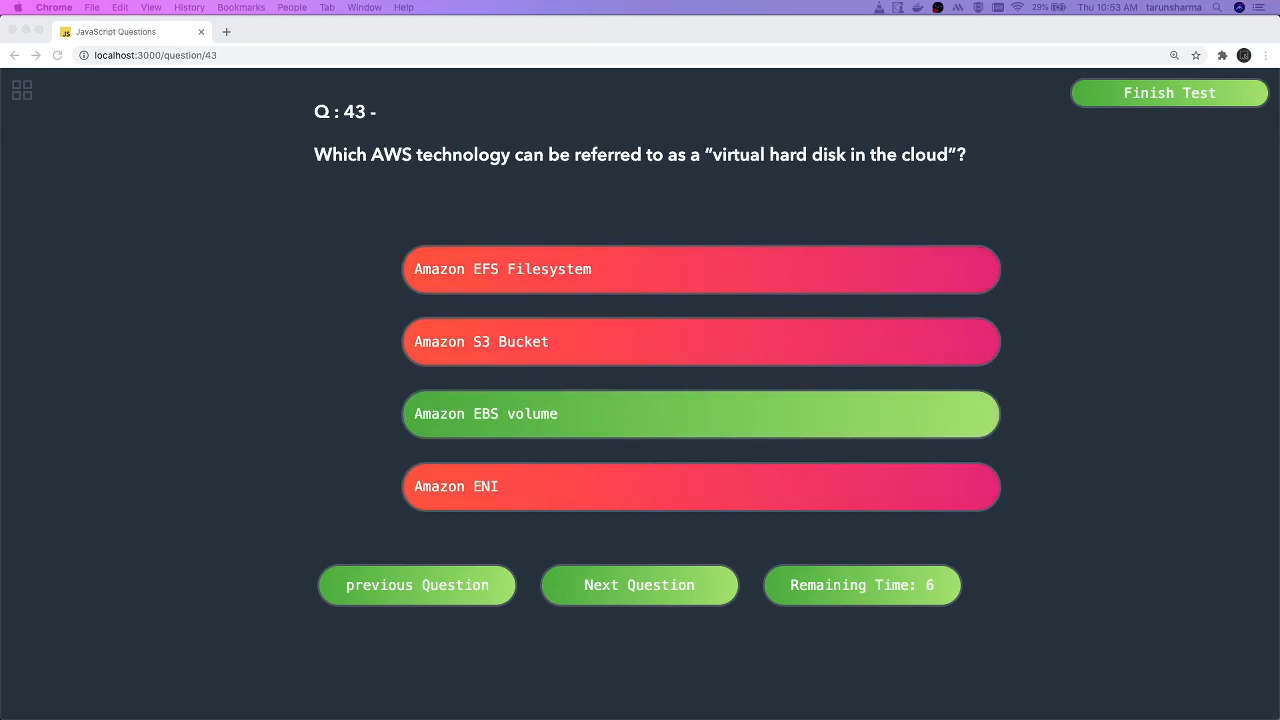 Chrome File Edit View History Bookmarks People Tab Window Help 29% Thu 10:53 AM tarunsharma
JS JavaScript Questions
localhost:3000/question/43
Finish Test
Q : 43 -
Which AWS technology can be referred to as a “virtual hard disk in the cloud”?
Amazon EFS Filesystem
Amazon S3 Bucket
Amazon EBS volume
Amazon ENI
previous Question Next Question Remaining Time: 6